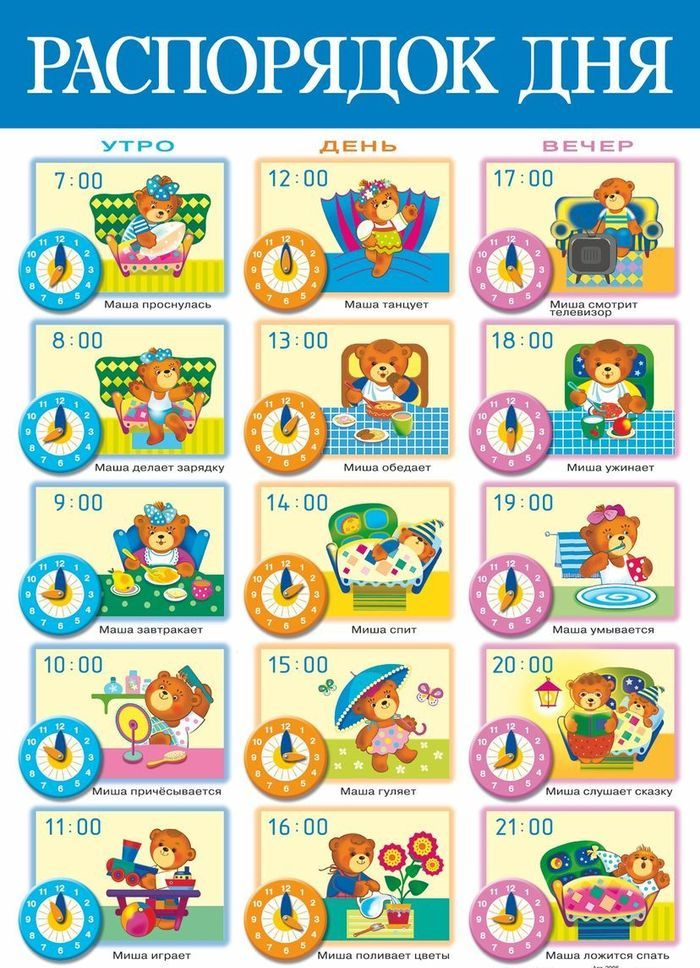 РАСПОРЯДОК ДНЯ
УТРО
7:00
Маша проснулась
8:00
Маша делает зарядку
9:00
Маша завтракает
10:00
Миша причёсывается
11:00
Миша играет
ДЕНЬ
12:00
Маша танцует
13:00
Миша обедает
14:00
Миша спит
15:00
Маша гуляет
16:00
Миша поливает цветы
ВЕЧЕР
17:00
Миша смотрит
телевизор
18:00
Миша ужинает
19:00
Маша умывается
20:00
Миша слушает сказку
21:00
Маша ложится спать